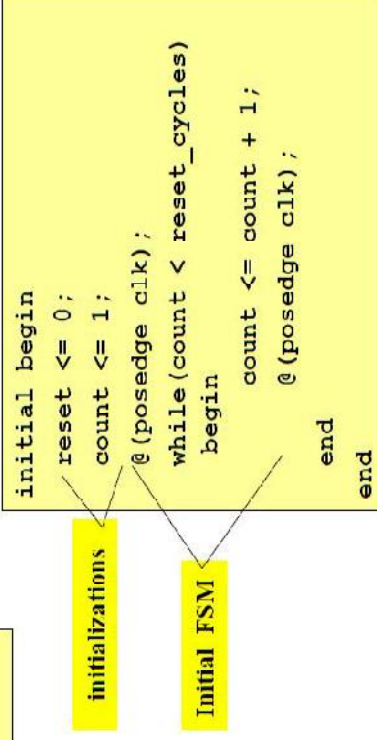 initial begin
reset <= 0;
count <= 1;
@(posedge clk);
while(count < reset_cycles)
begin
count <= count + 1;
@(posedge clk);
end
end
initializations
Initial FSM